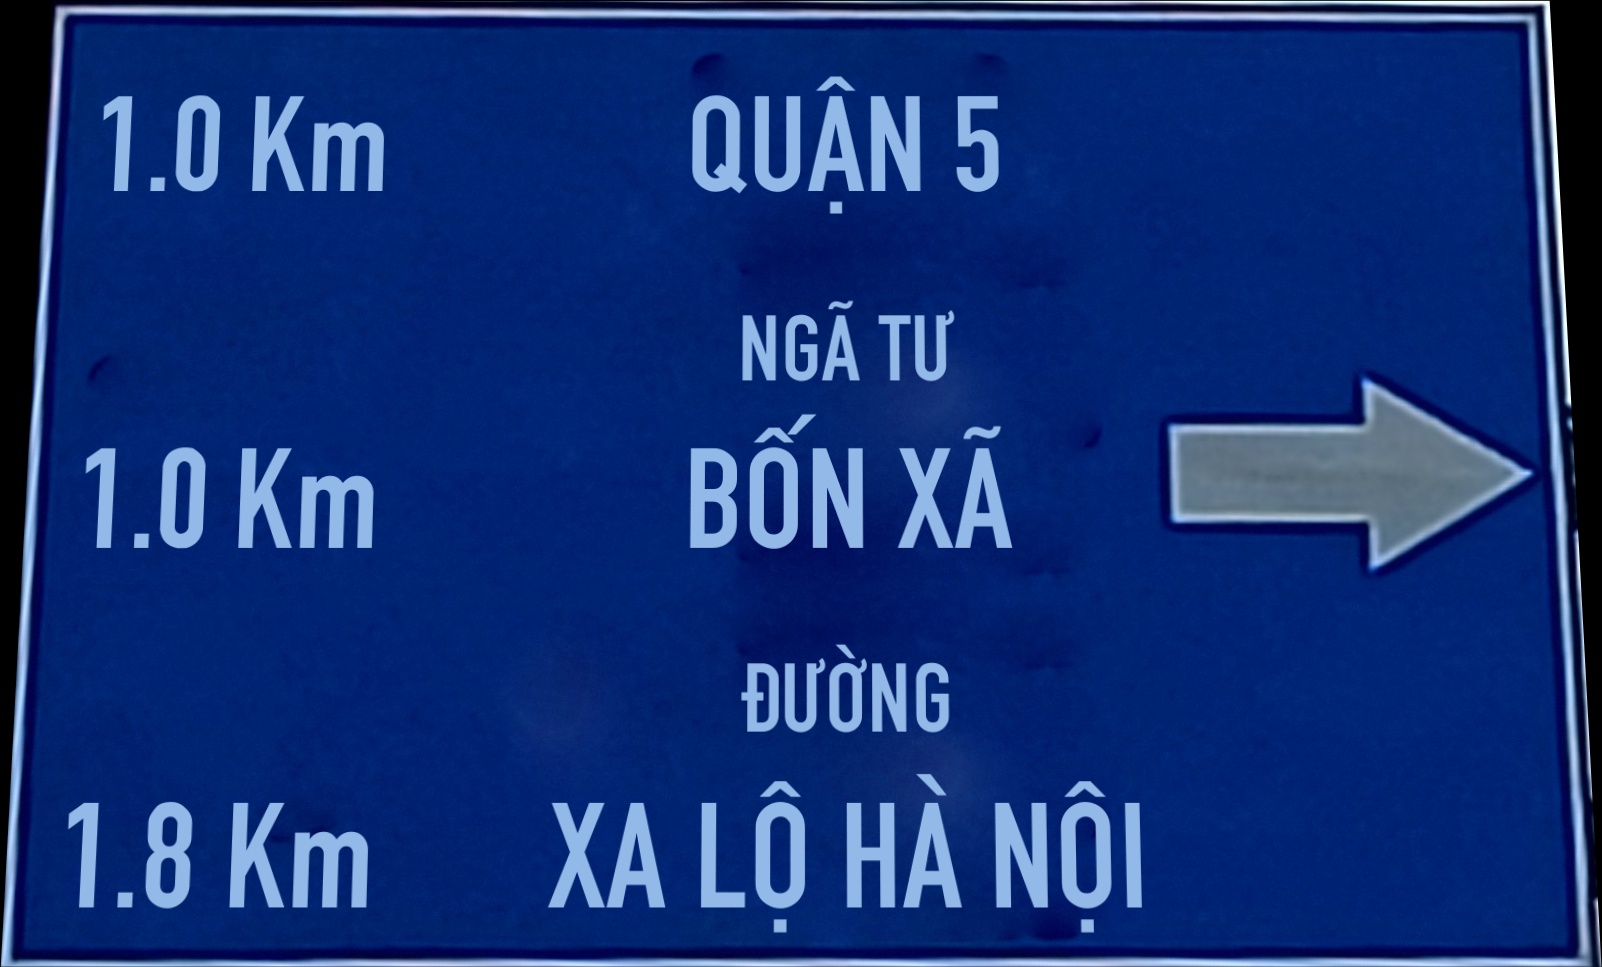 1.0 Km QUẬN 5
NGÃ TƯ
1.0 Km BỐN XÃ
ĐƯỜNG
1.8 Km XA LỘ HÀ NỘI